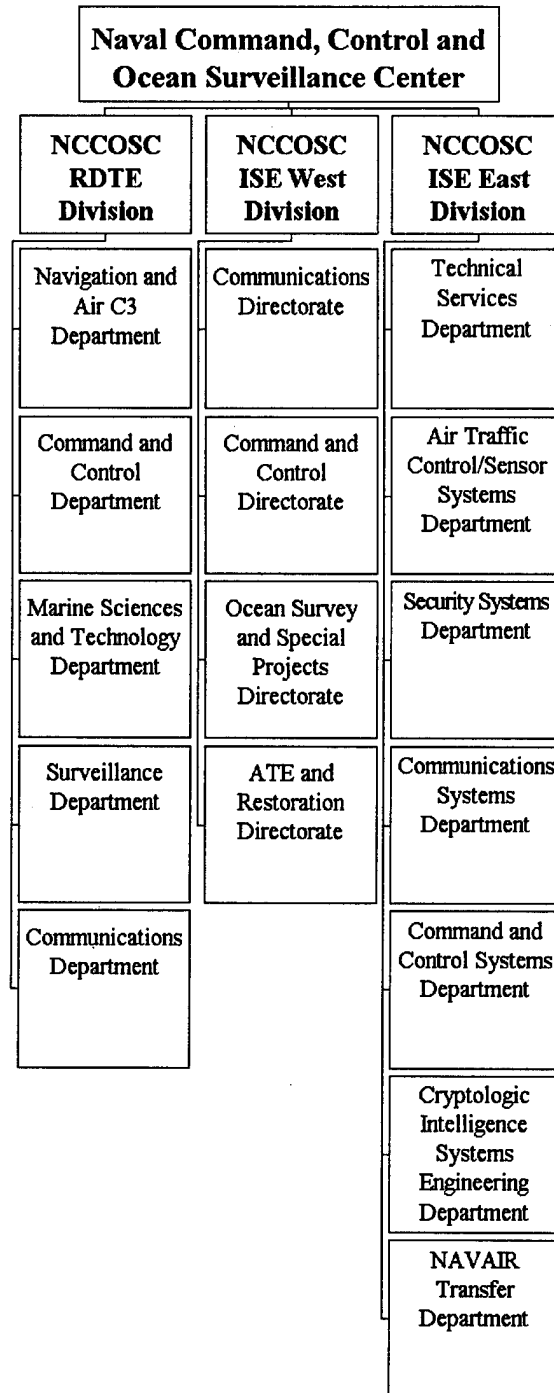 Naval Command, Control and
Ocean Surveillance Center
NCCOSC
RDTE
Division
Navigation and
Air C3
Department
Command and
Control
Department
Marine Sciences
and Technology
Department
Surveillance
Department
Communications
Department
NCCOSC
ISE West
Division
Communications
Directorate
Command and
Control
Directorate
Ocean Survey
and Special
Projects
Directorate
ATE and
Restoration
Directorate
NCCOSC
ISE East
Division
Technical
Services
Department
Air Traffic
Control/Sensor
Systems
Department
Security Systems
Department
Communications
Systems
Department
Command and
Control Systems
Department
Cryptologic
Intelligence
Systems
Engineering
Department
NAVAIR
Transfer
Department